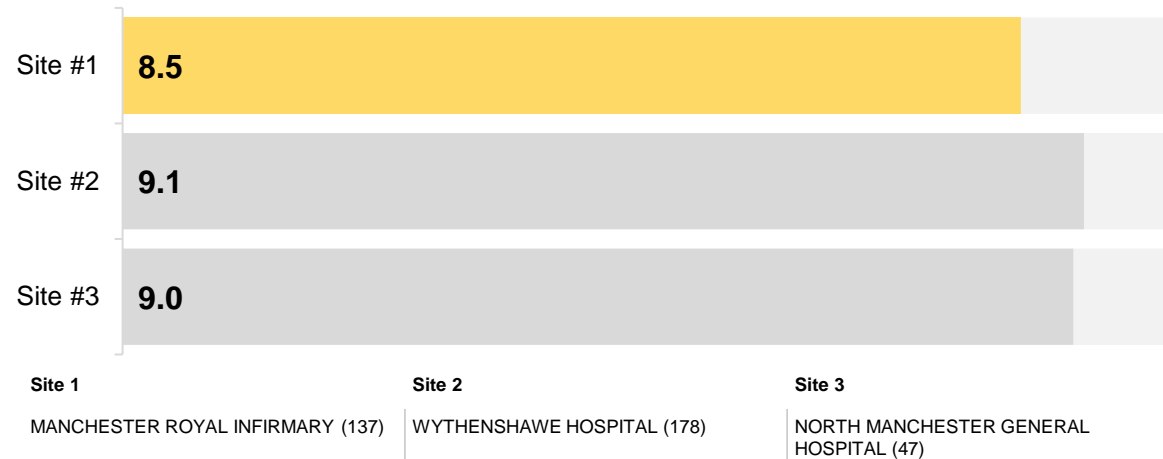 Site #1
8.5
Site #2
9.1
Site #3
9.0
Site 1
Site 2
Site 3
MANCHESTER ROYAL INFIRMARY (137)
WYTHENSHAWE HOSPITAL (178)
NORTH MANCHESTER GENERAL
HOSPITAL (47)